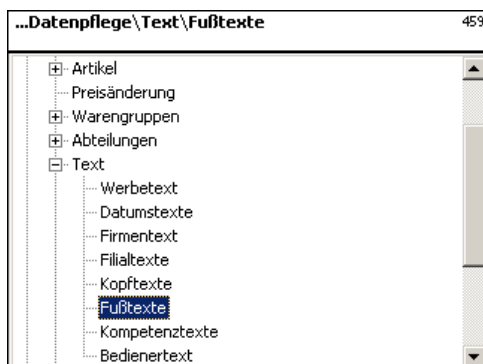 ...Datenpflege\Text\Fußtexte 459
Artikel
Preisänderung
Warengruppen
Abteilungen
Text
Werbetext
Datumstexte
Firmentext
Filialtexte
Kopftexte
Fußtexte
Kompetenztexte
Bedienertext